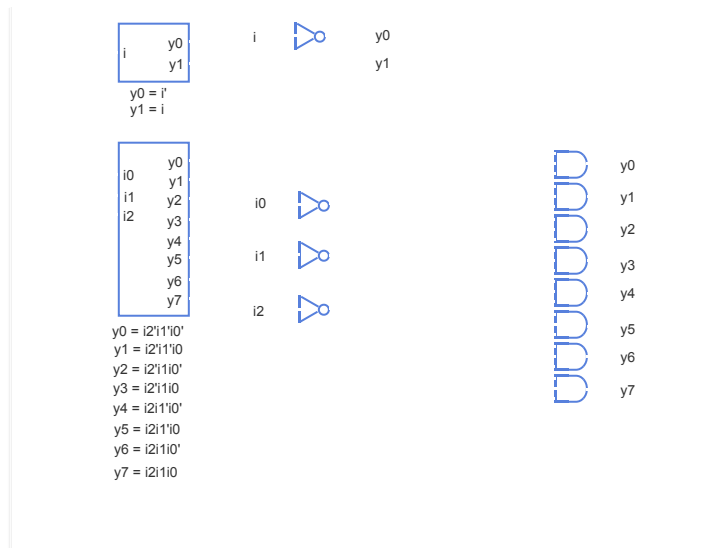 i y0 i y0
y1 y1
y0 = i'
y1 = i
y0 y0
i0 y1
i1 y2 i0 y1
i2 y3 y2
y4 i1 y3
y5
y6 y4
y7 i2 y5
y0 = i2'i1'i0'
y1 = i2'i1'i0 y6
y2 = i2'i1i0'
y3 = i2'i1i0 y7
y4 = i2i1'i0'
y5 = i2i1'i0
y6 = i2i1i0'
y7 = i2i1i0